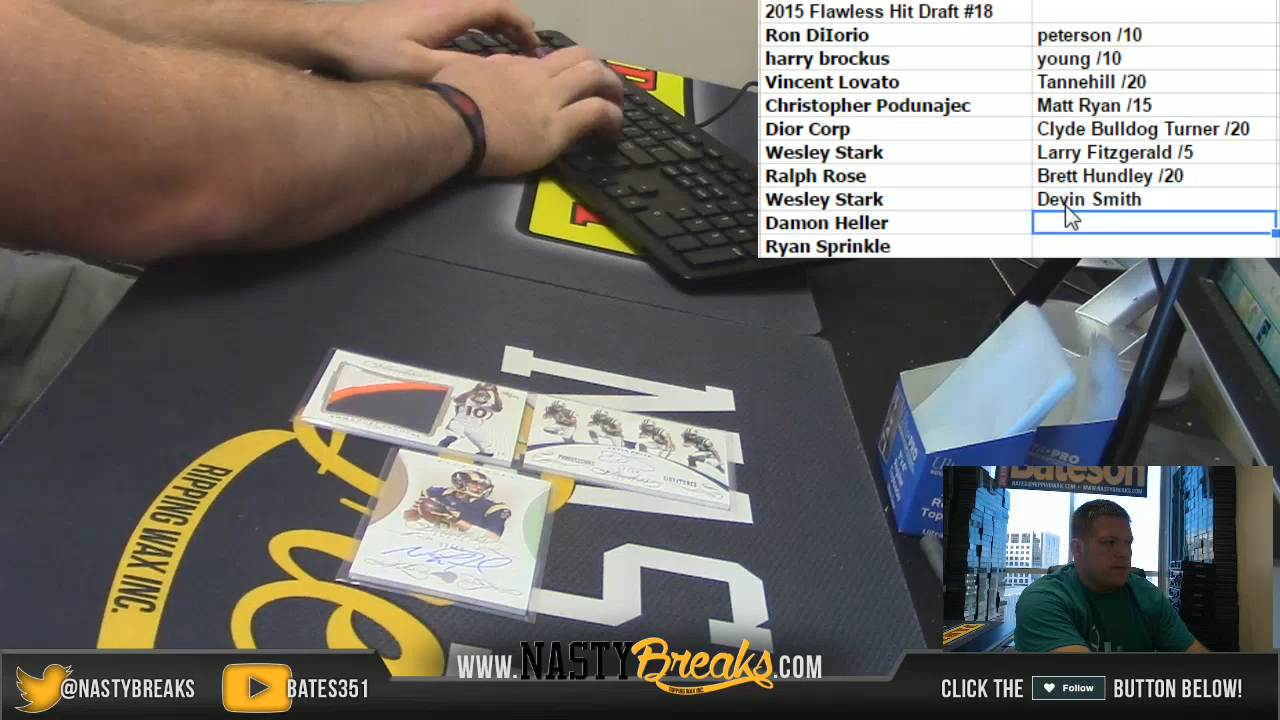 2015 Flawless Hit Draft #18
Ron DiIorio peterson /10
harry brockus young /10
Vincent Lovato Tannehill /20
Christopher Podunajec Matt Ryan /15
Dior Corp Clyde Bulldog Turner /20
Wesley Stark Larry Fitzgerald /5
Ralph Rose Brett Hundley /20
Wesley Stark Devin Smith
Damon Heller
Ryan Sprinkle
10
RIPPING WAX INC.
Bateson
WWW.NASTYBreaks.COM
RIPPING WAX INC
@NASTYBREAKS
BATES351
CLICK THE Follow BUTTON BELOW!